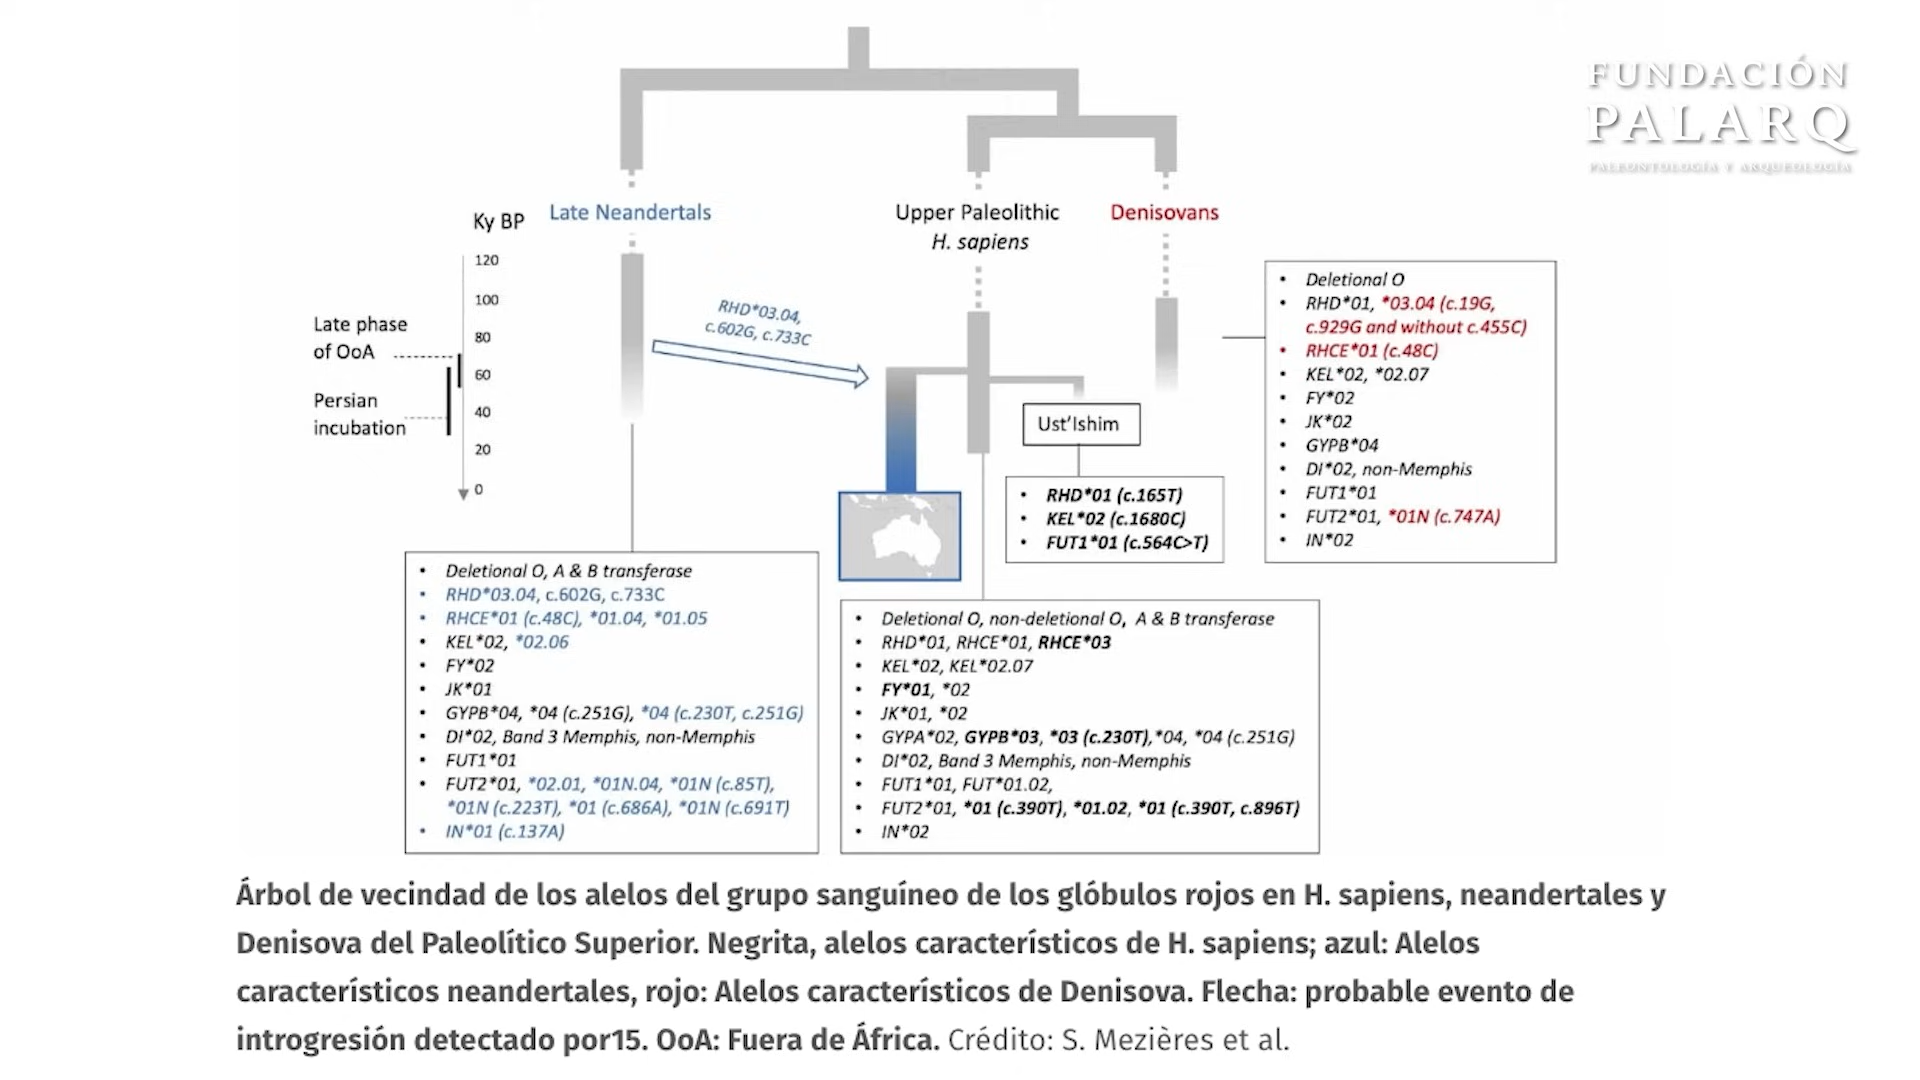 FUNDACIÓN
PALARQ
PALEONTOLOGÍA Y ARQUEOLOGÍA
Ky BP
Late Neandertals
Upper Paleolithic
H. sapiens
Denisovans
120
100
80
60
40
20
0
Late phase
of OoA
Persian
incubation
RHD*03.04,
c.602G, c.733C
Ust'Ishim
• RHD*01 (c.165T)
• KEL*02 (c.1680C)
• FUT1*01 (c.564C>T)
• Deletional O
• RHD*01, *03.04 (c.19G,
c.929G and without c.455C)
• RHCE*01 (c.48C)
• KEL*02, *02.07
• FY*02
• JK*02
• GYPB*04
• DI*02, non-Memphis
• FUT1*01
• FUT2*01, *01N (c.747A)
• IN*02
• Deletional O, A & B transferase
• RHD*03.04, c.602G, c.733C
• RHCE*01 (c.48C), *01.04, *01.05
• KEL*02, *02.06
• FY*02
• JK*01
• GYPB*04, *04 (c.251G), *04 (c.230T, c.251G)
• DI*02, Band 3 Memphis, non-Memphis
• FUT1*01
• FUT2*01, *02.01, *01N.04, *01N (c.85T),
*01N (c.223T), *01 (c.686A), *01N (c.691T)
• IN*01 (c.137A)
• Deletional O, non-deletional O, A & B transferase
• RHD*01, RHCE*01, RHCE*03
• KEL*02, KEL*02.07
• FY*01, *02
• JK*01, *02
• GYPA*02, GYPB*03, *03 (c.230T),*04, *04 (c.251G)
• DI*02, Band 3 Memphis, non-Memphis
• FUT1*01, FUT*01.02,
• FUT2*01, *01 (c.390T), *01.02, *01 (c.390T, c.896T)
• IN*02
Árbol de vecindad de los alelos del grupo sanguíneo de los glóbulos rojos en H. sapiens, neandertales y
Denisova del Paleolítico Superior. Negrita, alelos característicos de H. sapiens; azul: Alelos
característicos neandertales, rojo: Alelos característicos de Denisova. Flecha: probable evento de
introgresión detectado por15. OoA: Fuera de África. Crédito: S. Mezières et al.